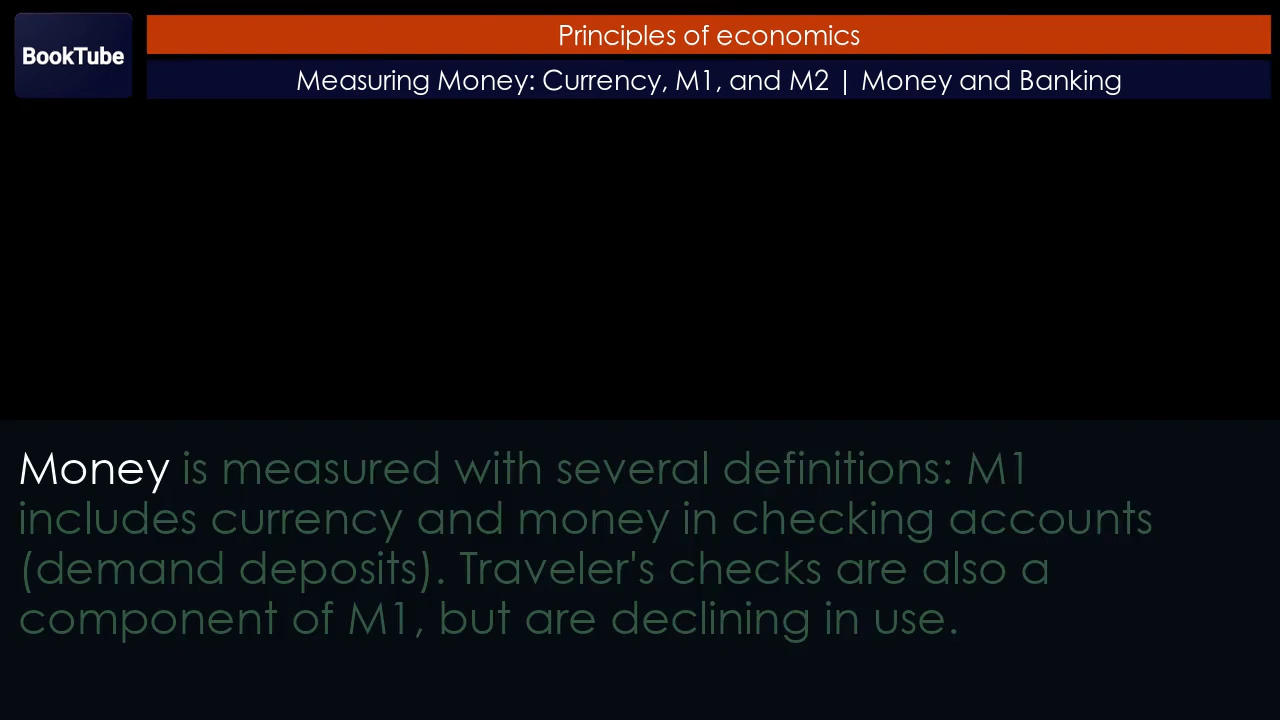 BookTube
Principles of economics
Measuring Money: Currency, M1, and M2 | Money and Banking
Money is measured with several definitions: M1
includes currency and money in checking accounts
(demand deposits). Traveler's checks are also a
component of M1, but are declining in use.